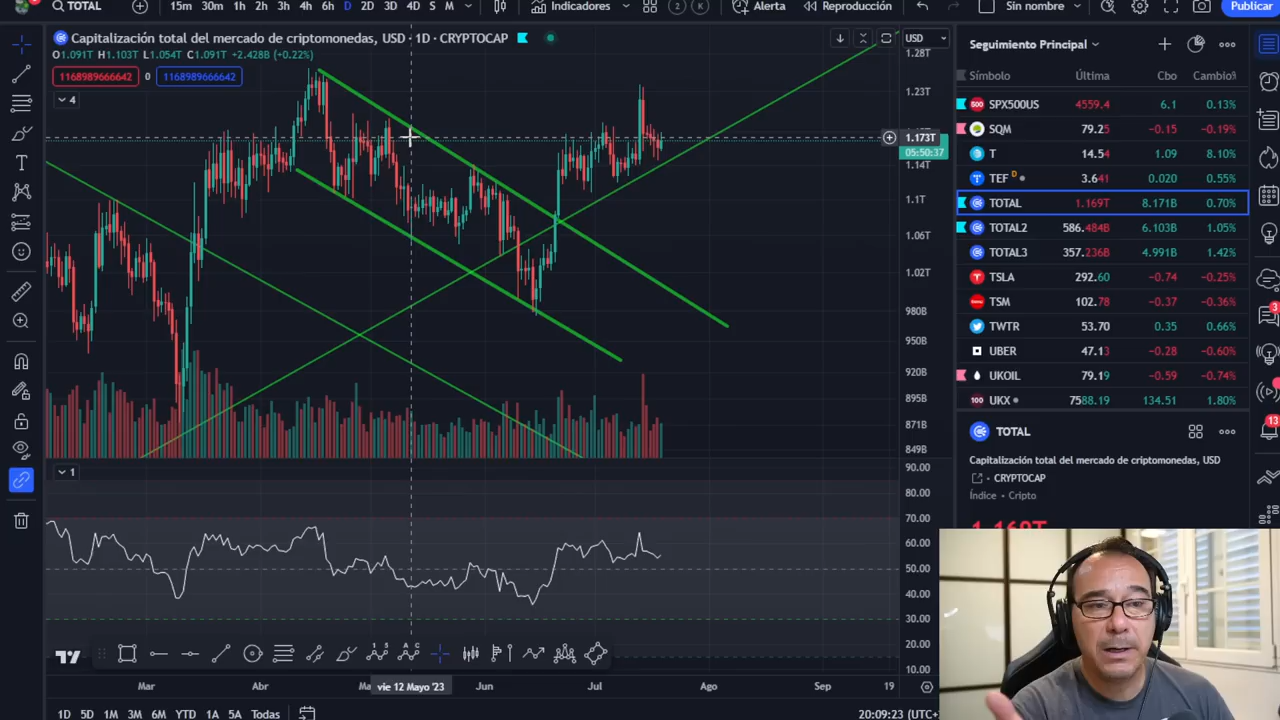 TOTAL
15m 30m 1h 2h 3h 4h 6h D 2D 3D 4D S M
Indicadores
2 K
Alerta
Reproducción
Sin nombre
Publicar
Capitalización total del mercado de criptomonedas, USD · 1D · CRYPTOCAP
O1.091T H1.103T L1.054T C1.091T +2.428B (+0.22%)
1168989666642 0 1168989666642
4
USD
1.28T
1.23T
1.173T
05:50:37
1.14T
1.1T
1.06T
1.02T
980B
950B
920B
895B
871B
849B
1
90.00
80.00
70.00
60.00
50.00
40.00
30.00
20.00
10.00
Mar Abr vie 12 Mayo '23 Jun Jul Ago Sep 19
1D 5D 1M 3M 6M YTD 1A 5A Todas
20:09:23 (UTC+
Seguimiento Principal
Símbolo Última Cbo Cambio%
500 SPX500US 4559.4 6.1 0.13%
SQM 79.25 −0.15 −0.19%
T 14.54 1.09 8.10%
TEF D 3.641 0.020 0.55%
TOTAL 1.169T 8.171B 0.70%
TOTAL2 586.484B 6.103B 1.05%
TOTAL3 357.236B 4.991B 1.42%
TSLA 292.60 −0.74 −0.25%
TSM 102.78 −0.37 −0.36%
TWTR 53.70 0.35 0.66%
UBER 47.13 −0.28 −0.60%
UKOIL 79.19 −0.59 −0.74%
100 UKX 7588.19 134.51 1.80%
TOTAL
Capitalización total del mercado de criptomonedas, USD
CRYPTOCAP
Índice • Cripto
3
13